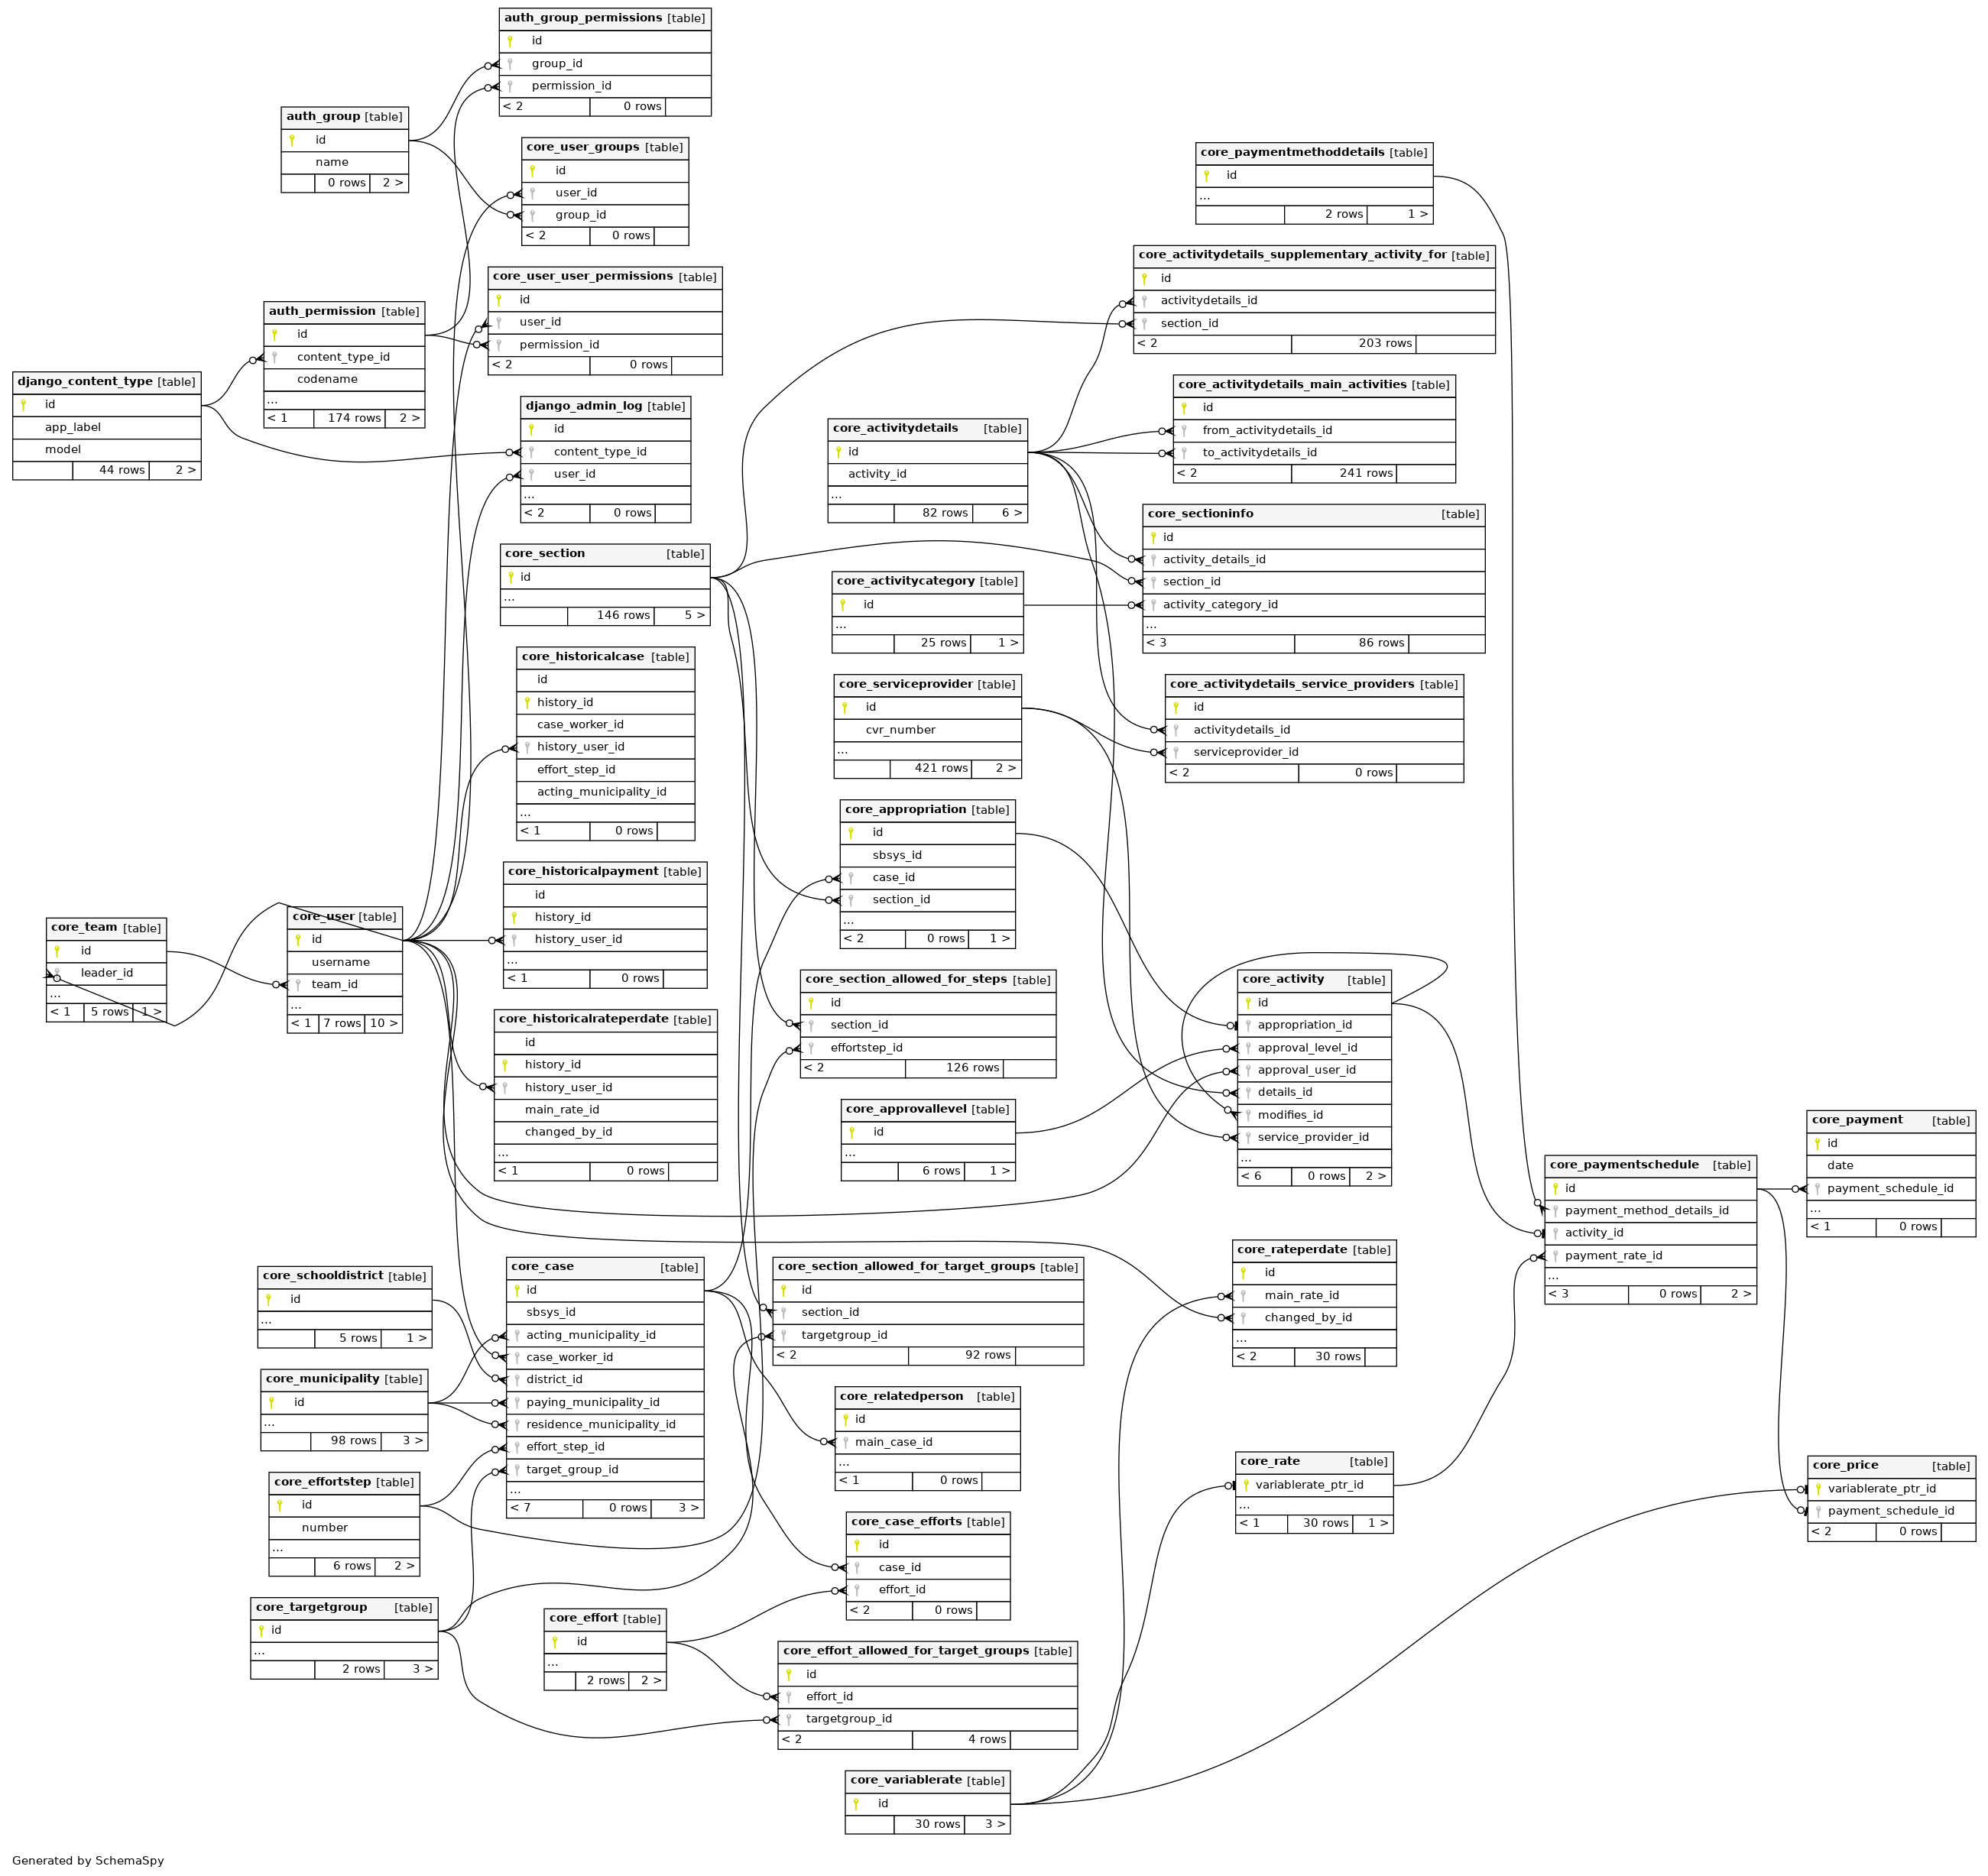 auth_group_permissions [table]
id
group_id
permission_id
< 2 0 rows
auth_group [table]
id
name
0 rows 2 >
core_user_groups [table]
id
user_id
group_id
< 2 0 rows
core_paymentmethoddetails [table]
id
...
2 rows 1 >
core_activitydetails_supplementary_activity_for [table]
id
activitydetails_id
section_id
< 2 203 rows
core_user_user_permissions [table]
id
user_id
permission_id
< 2 0 rows
auth_permission [table]
id
content_type_id
codename
...
< 1 174 rows 2 >
django_content_type [table]
id
app_label
model
44 rows 2 >
core_activitydetails_main_activities [table]
id
from_activitydetails_id
to_activitydetails_id
< 2 241 rows
django_admin_log [table]
id
content_type_id
user_id
...
< 2 0 rows
core_activitydetails [table]
id
activity_id
...
82 rows 6 >
core_sectioninfo [table]
id
activity_details_id
section_id
activity_category_id
...
< 3 86 rows
core_section [table]
id
...
146 rows 5 >
core_activitycategory [table]
id
...
25 rows 1 >
core_historicalcase [table]
id
history_id
case_worker_id
history_user_id
effort_step_id
acting_municipality_id
...
< 1 0 rows
core_serviceprovider [table]
id
cvr_number
...
421 rows 2 >
core_activitydetails_service_providers [table]
id
activitydetails_id
serviceprovider_id
< 2 0 rows
core_appropriation [table]
id
sbsys_id
case_id
section_id
...
< 2 0 rows 1 >
core_historicalpayment [table]
id
history_id
history_user_id
...
< 1 0 rows
core_user [table]
id
username
team_id
...
< 1 7 rows 10 >
core_team [table]
id
leader_id
...
< 1 5 rows 1 >
core_section_allowed_for_steps [table]
id
section_id
effortstep_id
< 2 126 rows
core_activity [table]
id
appropriation_id
approval_level_id
approval_user_id
details_id
modifies_id
service_provider_id
...
< 6 0 rows 2 >
core_historicalrateperdate [table]
id
history_id
history_user_id
main_rate_id
changed_by_id
...
< 1 0 rows
core_approvallevel [table]
id
...
6 rows 1 >
core_payment [table]
id
date
payment_schedule_id
...
< 1 0 rows
core_paymentschedule [table]
id
payment_method_details_id
activity_id
payment_rate_id
...
< 3 0 rows 2 >
core_rateperdate [table]
id
main_rate_id
changed_by_id
...
< 2 30 rows
core_case [table]
id
sbsys_id
acting_municipality_id
case_worker_id
district_id
paying_municipality_id
residence_municipality_id
effort_step_id
target_group_id
...
< 7 0 rows 3 >
core_section_allowed_for_target_groups [table]
id
section_id
targetgroup_id
< 2 92 rows
core_schooldistrict [table]
id
...
5 rows 1 >
core_municipality [table]
id
...
98 rows 3 >
core_relatedperson [table]
id
main_case_id
...
< 1 0 rows
core_rate [table]
variablerate_ptr_id
...
< 1 30 rows 1 >
core_price [table]
variablerate_ptr_id
payment_schedule_id
< 2 0 rows
core_effortstep [table]
id
number
...
6 rows 2 >
core_case_efforts [table]
id
case_id
effort_id
< 2 0 rows
core_targetgroup [table]
id
...
2 rows 3 >
core_effort [table]
id
...
2 rows 2 >
core_effort_allowed_for_target_groups [table]
id
effort_id
targetgroup_id
< 2 4 rows
core_variablerate [table]
id
30 rows 3 >
Generated by SchemaSpy